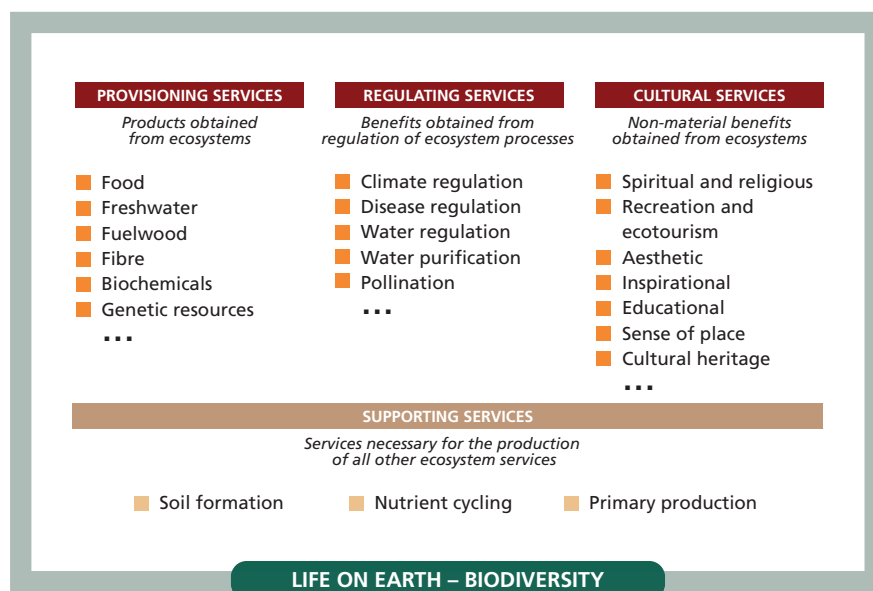 PROVISIONING SERVICES
Products obtained
from ecosystems
Food
Freshwater
Fuelwood
Fibre
Biochemicals
Genetic resources
...
REGULATING SERVICES
Benefits obtained from
regulation of ecosystem processes
Climate regulation
Disease regulation
Water regulation
Water purification
Pollination
...
CULTURAL SERVICES
Non-material benefits
obtained from ecosystems
Spiritual and religious
Recreation and
ecotourism
Aesthetic
Inspirational
Educational
Sense of place
Cultural heritage
...
SUPPORTING SERVICES
Services necessary for the production
of all other ecosystem services
Soil formation
Nutrient cycling
Primary production
LIFE ON EARTH – BIODIVERSITY